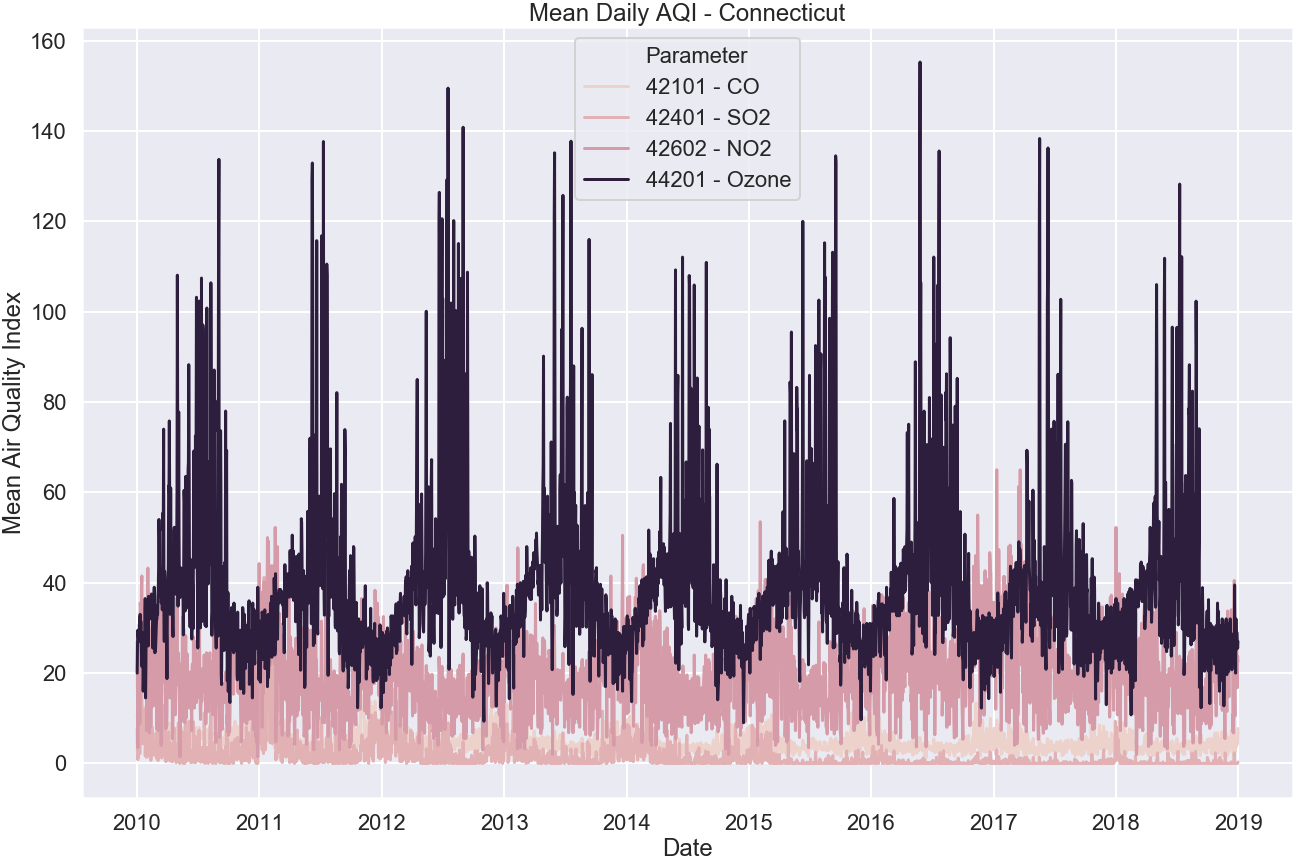 Mean Daily AQI - Connecticut
160
140
120
100
80
60
40
20
0
Mean Air Quality Index
Parameter
42101 - CO
42401 - SO2
42602 - NO2
44201 - Ozone
2010 2011 2012 2013 2014 2015 2016 2017 2018 2019
Date